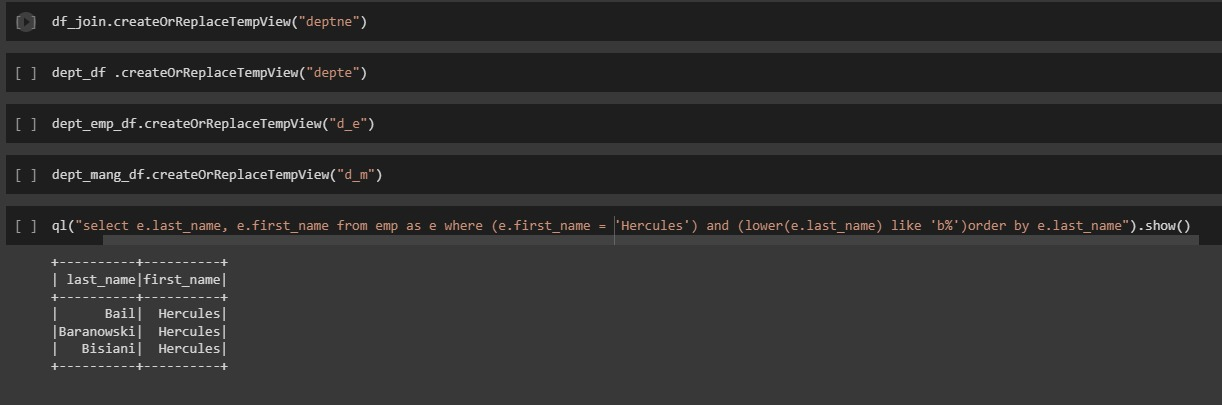 [ ] df_join.createOrReplaceTempView("deptne")
[ ] dept_df .createOrReplaceTempView("depte")
[ ] dept_emp_df.createOrReplaceTempView("d_e")
[ ] dept_mang_df.createOrReplaceTempView("d_m")
[ ] ql("select e.last_name, e.first_name from emp as e where (e.first_name = 'Hercules') and (lower(e.last_name) like 'b%')order by e.last_name").show()
+----------+----------+
| last_name|first_name|
+----------+----------+
|      Bail|  Hercules|
|Baranowski|  Hercules|
|   Bisiani|  Hercules|
+----------+----------+